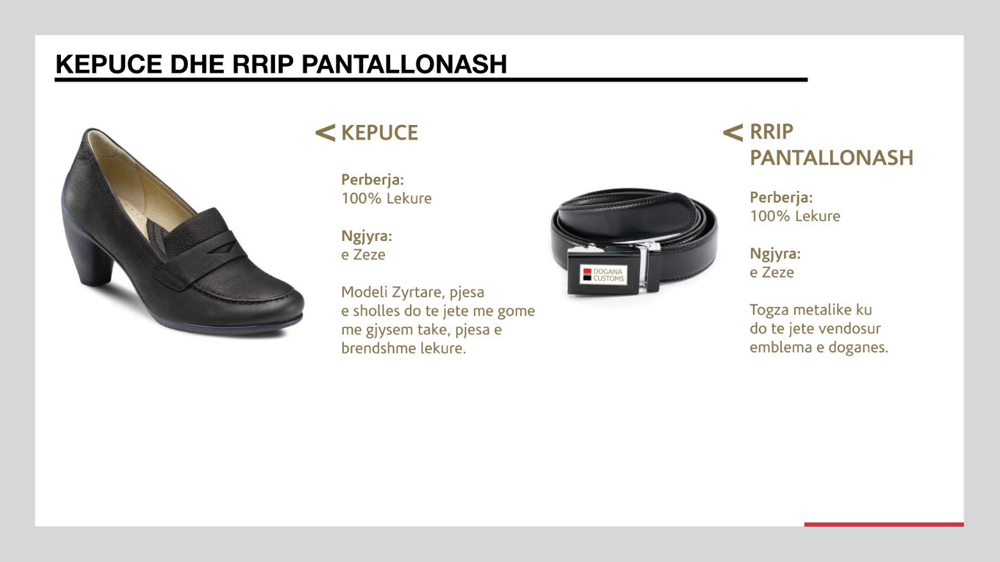 KEPUCE DHE RRIP PANTALLONASH
< KEPUCE
Perberja:
100% Lekure
Ngjyra:
e Zeze
Modeli Zyrtare, pjesa
e sholles do te jete me gome
me gjysem take, pjesa e
brendshme lekure.
DOGANA
CUSTOMS
< RRIP
PANTALLONASH
Perberja:
100% Lekure
Ngjyra:
e Zeze
Togza metalike ku
do te jete vendosur
emblema e doganes.